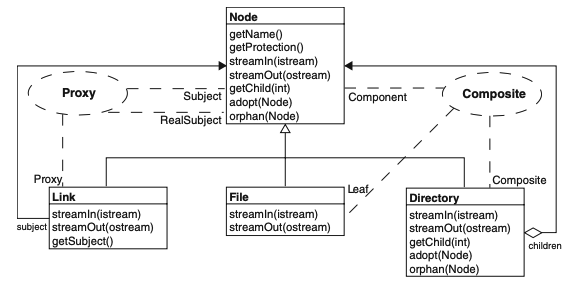 Node
getName()
getProtection()
streamIn(istream)
streamOut(ostream)
getChild(int)
adopt(Node)
orphan(Node)
Proxy
Subject
RealSubject
Component
Composite
Proxy
Leaf
Composite
Link
streamIn(istream)
streamOut(ostream)
getSubject()
subject
File
streamIn(istream)
streamOut(ostream)
Directory
streamIn(istream)
streamOut(ostream)
getChild(int)
adopt(Node)
orphan(Node)
children